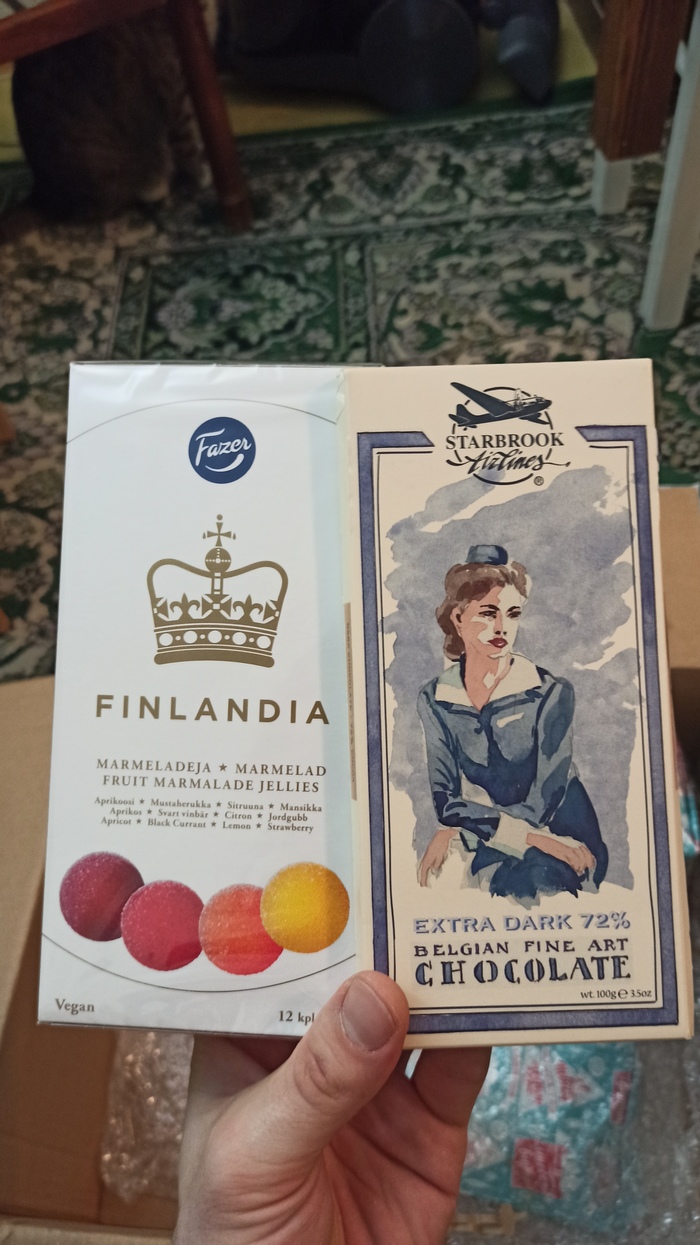 Fazer
FINLANDIA
MARMELADEJA ★ MARMELAD
FRUIT MARMALADE JELLIES
Aprikoosi ★ Mustaherukka ★ Sitruuna ★ Mansikka
Aprikos ★ Svart vinbär ★ Citron ★ Jordgubb
Apricot ★ Black Currant ★ Lemon ★ Strawberry
Vegan
12 kpl
STARBROOK
Airlines®
EXTRA DARK 72%
BELGIAN FINE ART
CHOCOLATE
wt. 100g ℮ 3.5oz